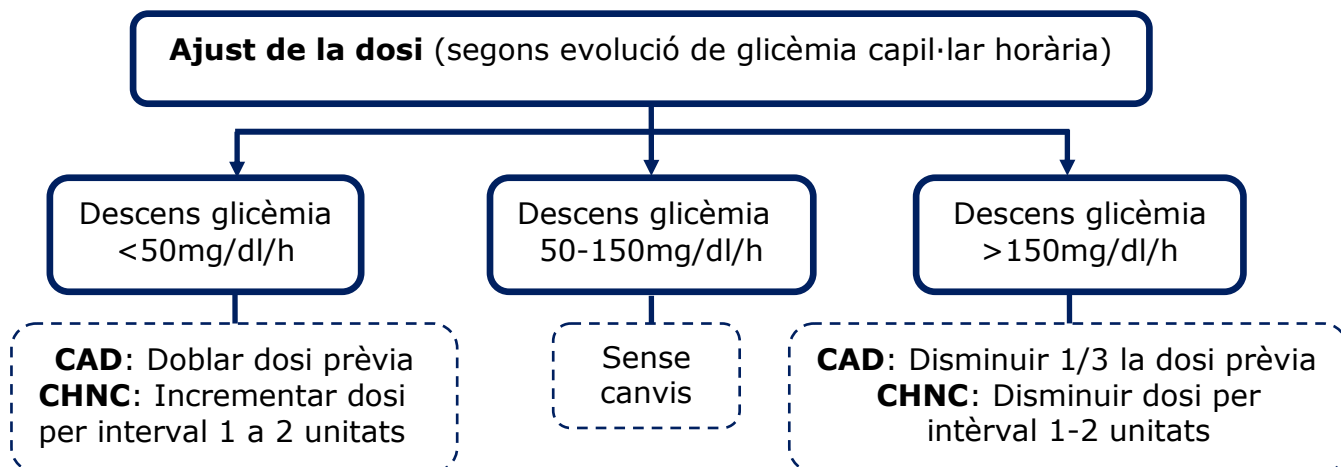 Ajust de la dosi (segons evolució de glicèmia capil·lar horària)
Descens glicèmia
<50mg/dl/h
Descens glicèmia
50-150mg/dl/h
Descens glicèmia
>150mg/dl/h
CAD: Doblar dosi prèvia
CHNC: Incrementar dosi
per interval 1 a 2 unitats
Sense
canvis
CAD: Disminuir 1/3 la dosi prèvia
CHNC: Disminuir dosi per
intèrval 1-2 unitats